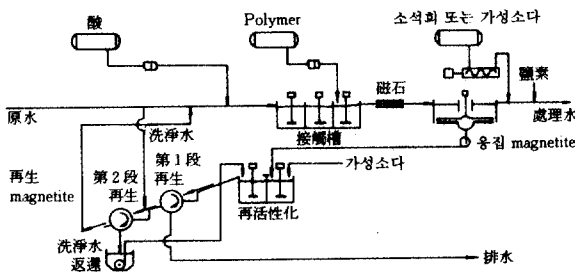 酸
Polymer
소석회 또는 가성소다
磁石
鹽素
原水
洗淨水
接觸槽
處理水
응집 magnetite
再生
magnetite
第2段
再生
第1段
再生
가성소다
再活性化
洗淨水
返還
排水